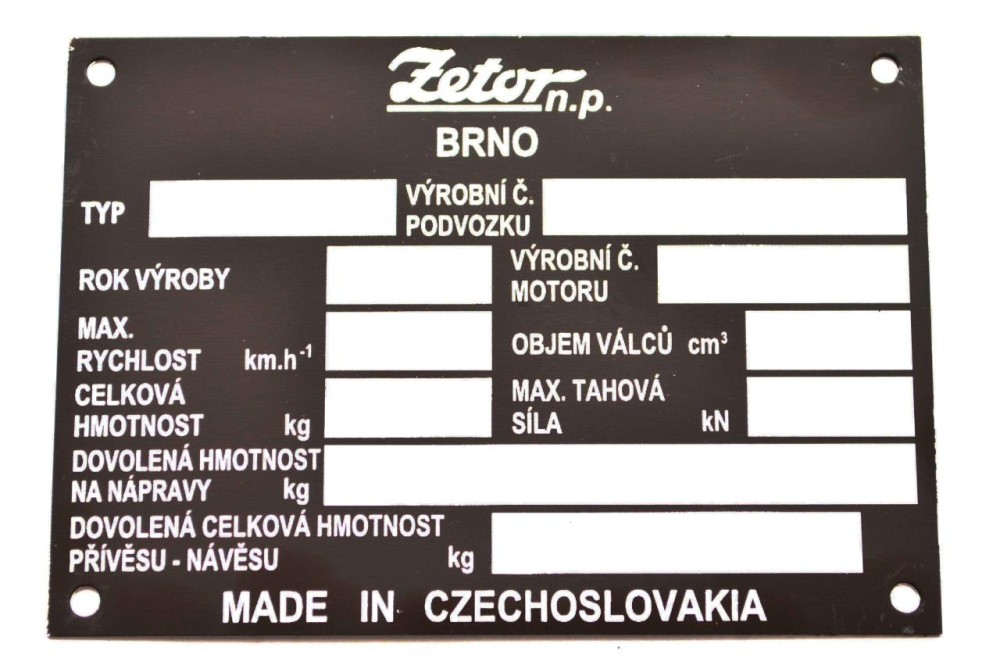 Zetor n.p.
BRNO
TYP
VÝROBNÍ Č.
PODVOZKU
ROK VÝROBY
VÝROBNÍ Č.
MOTORU
MAX.
RYCHLOST km.h⁻¹
OBJEM VÁLCŮ cm³
CELKOVÁ
HMOTNOST kg
MAX. TAHOVÁ
SÍLA kN
DOVOLENÁ HMOTNOST
NA NÁPRAVY kg
DOVOLENÁ CELKOVÁ HMOTNOST
PŘÍVĚSU - NÁVĚSU kg
MADE IN CZECHOSLOVAKIA